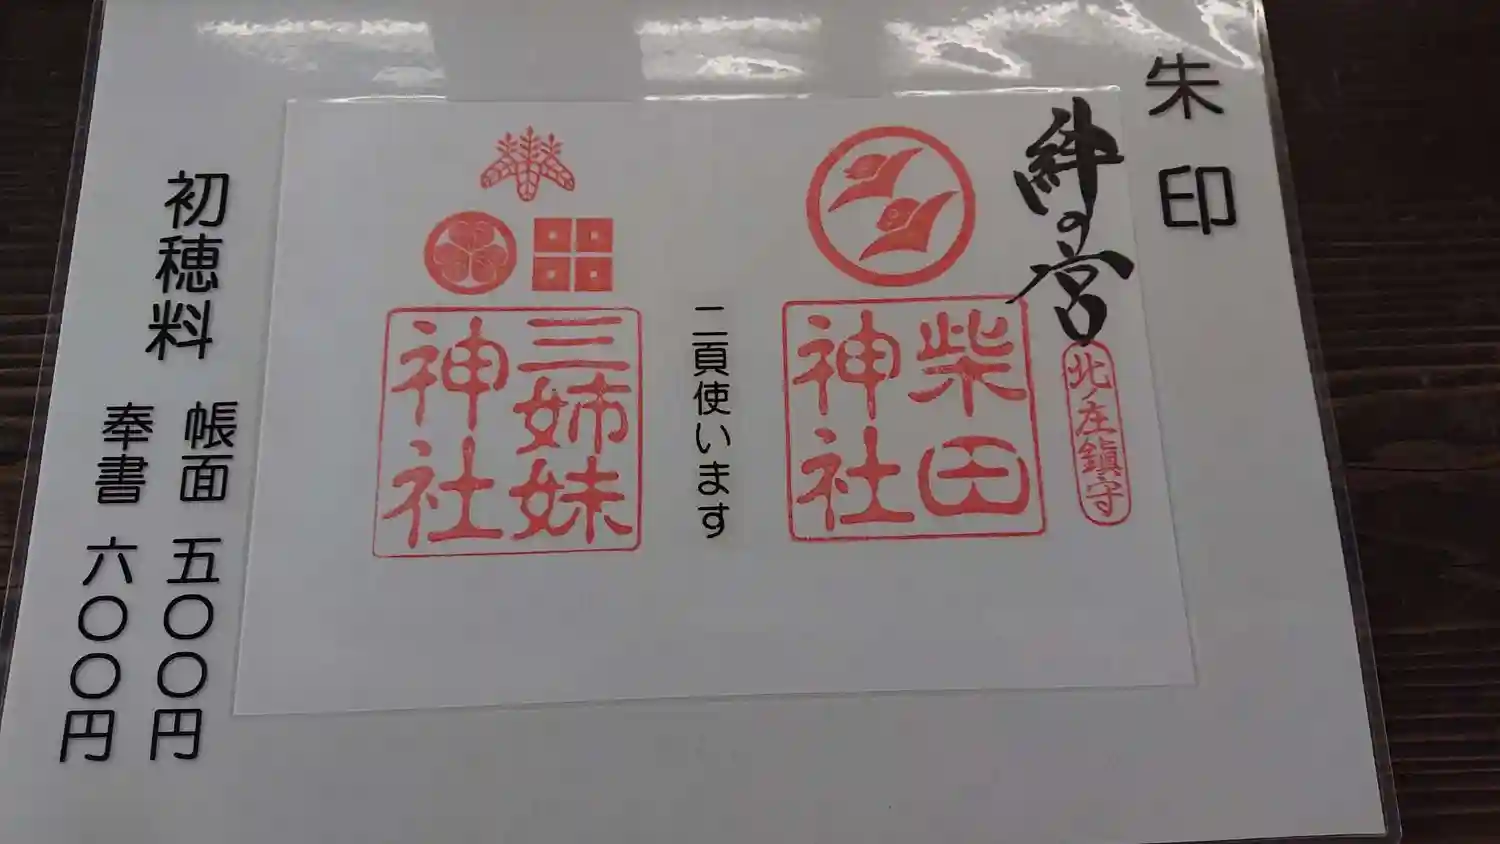 朱印
絆の宮
北ノ庄鎮守
柴田
神社
二頁使います
三姉妹
神社
初穂料
帳面 五〇〇円
奉書 六〇〇円